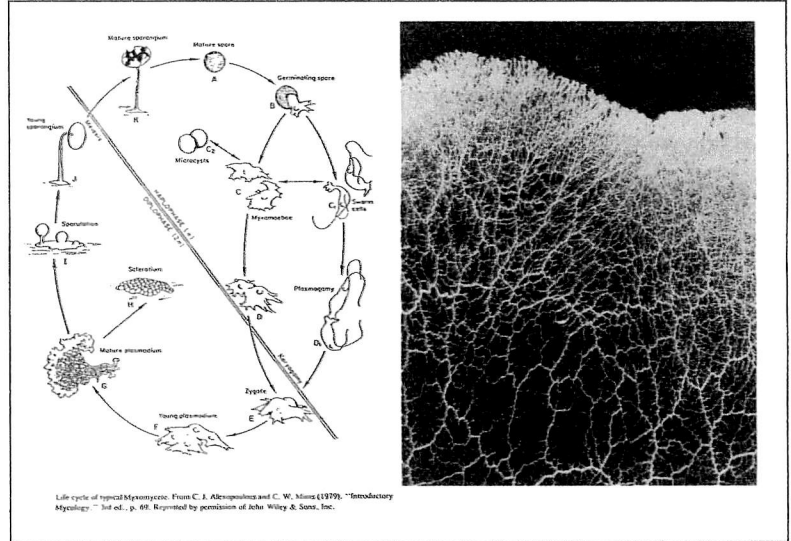 Mature sporangium
Mature spore
A
Germinating spore
B
Young sporangium
K
Meiosis
C₂
Microcysts
C
Myxamoebae
C₁
Swarm cells
J
HAPLOPHASE (n)
DIPLOPHASE (2n)
Sporulation
I
Sclerotium
H
Plasmogamy
D
D₁
Mature plasmodium
G
Karyogamy
Zygote
E
Young plasmodium
F
Life cycle of typical Myxomycete. From C. J. Alexopoulos and C. W. Mims (1979). "Introductory
Mycology." 3rd ed., p. 69. Reprinted by permission of John Wiley & Sons, Inc.